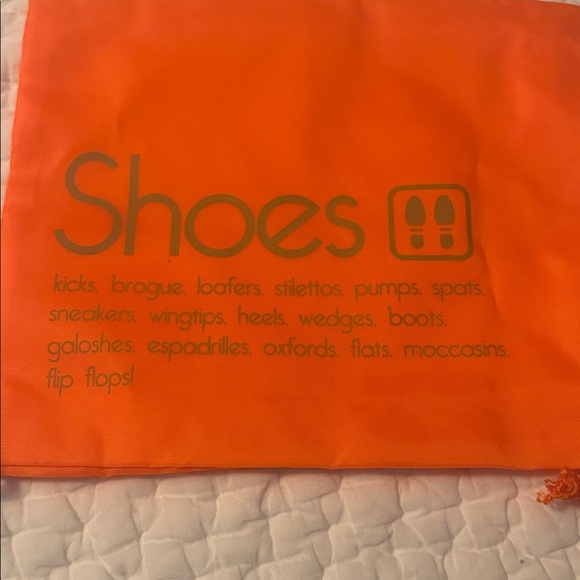 Shoes
kicks. brogue. loafers. stilettos. pumps. spats.
sneakers. wingtips. heels. wedges. boots.
galoshes. espadrilles. oxfords. flats. moccasins.
flip flops!